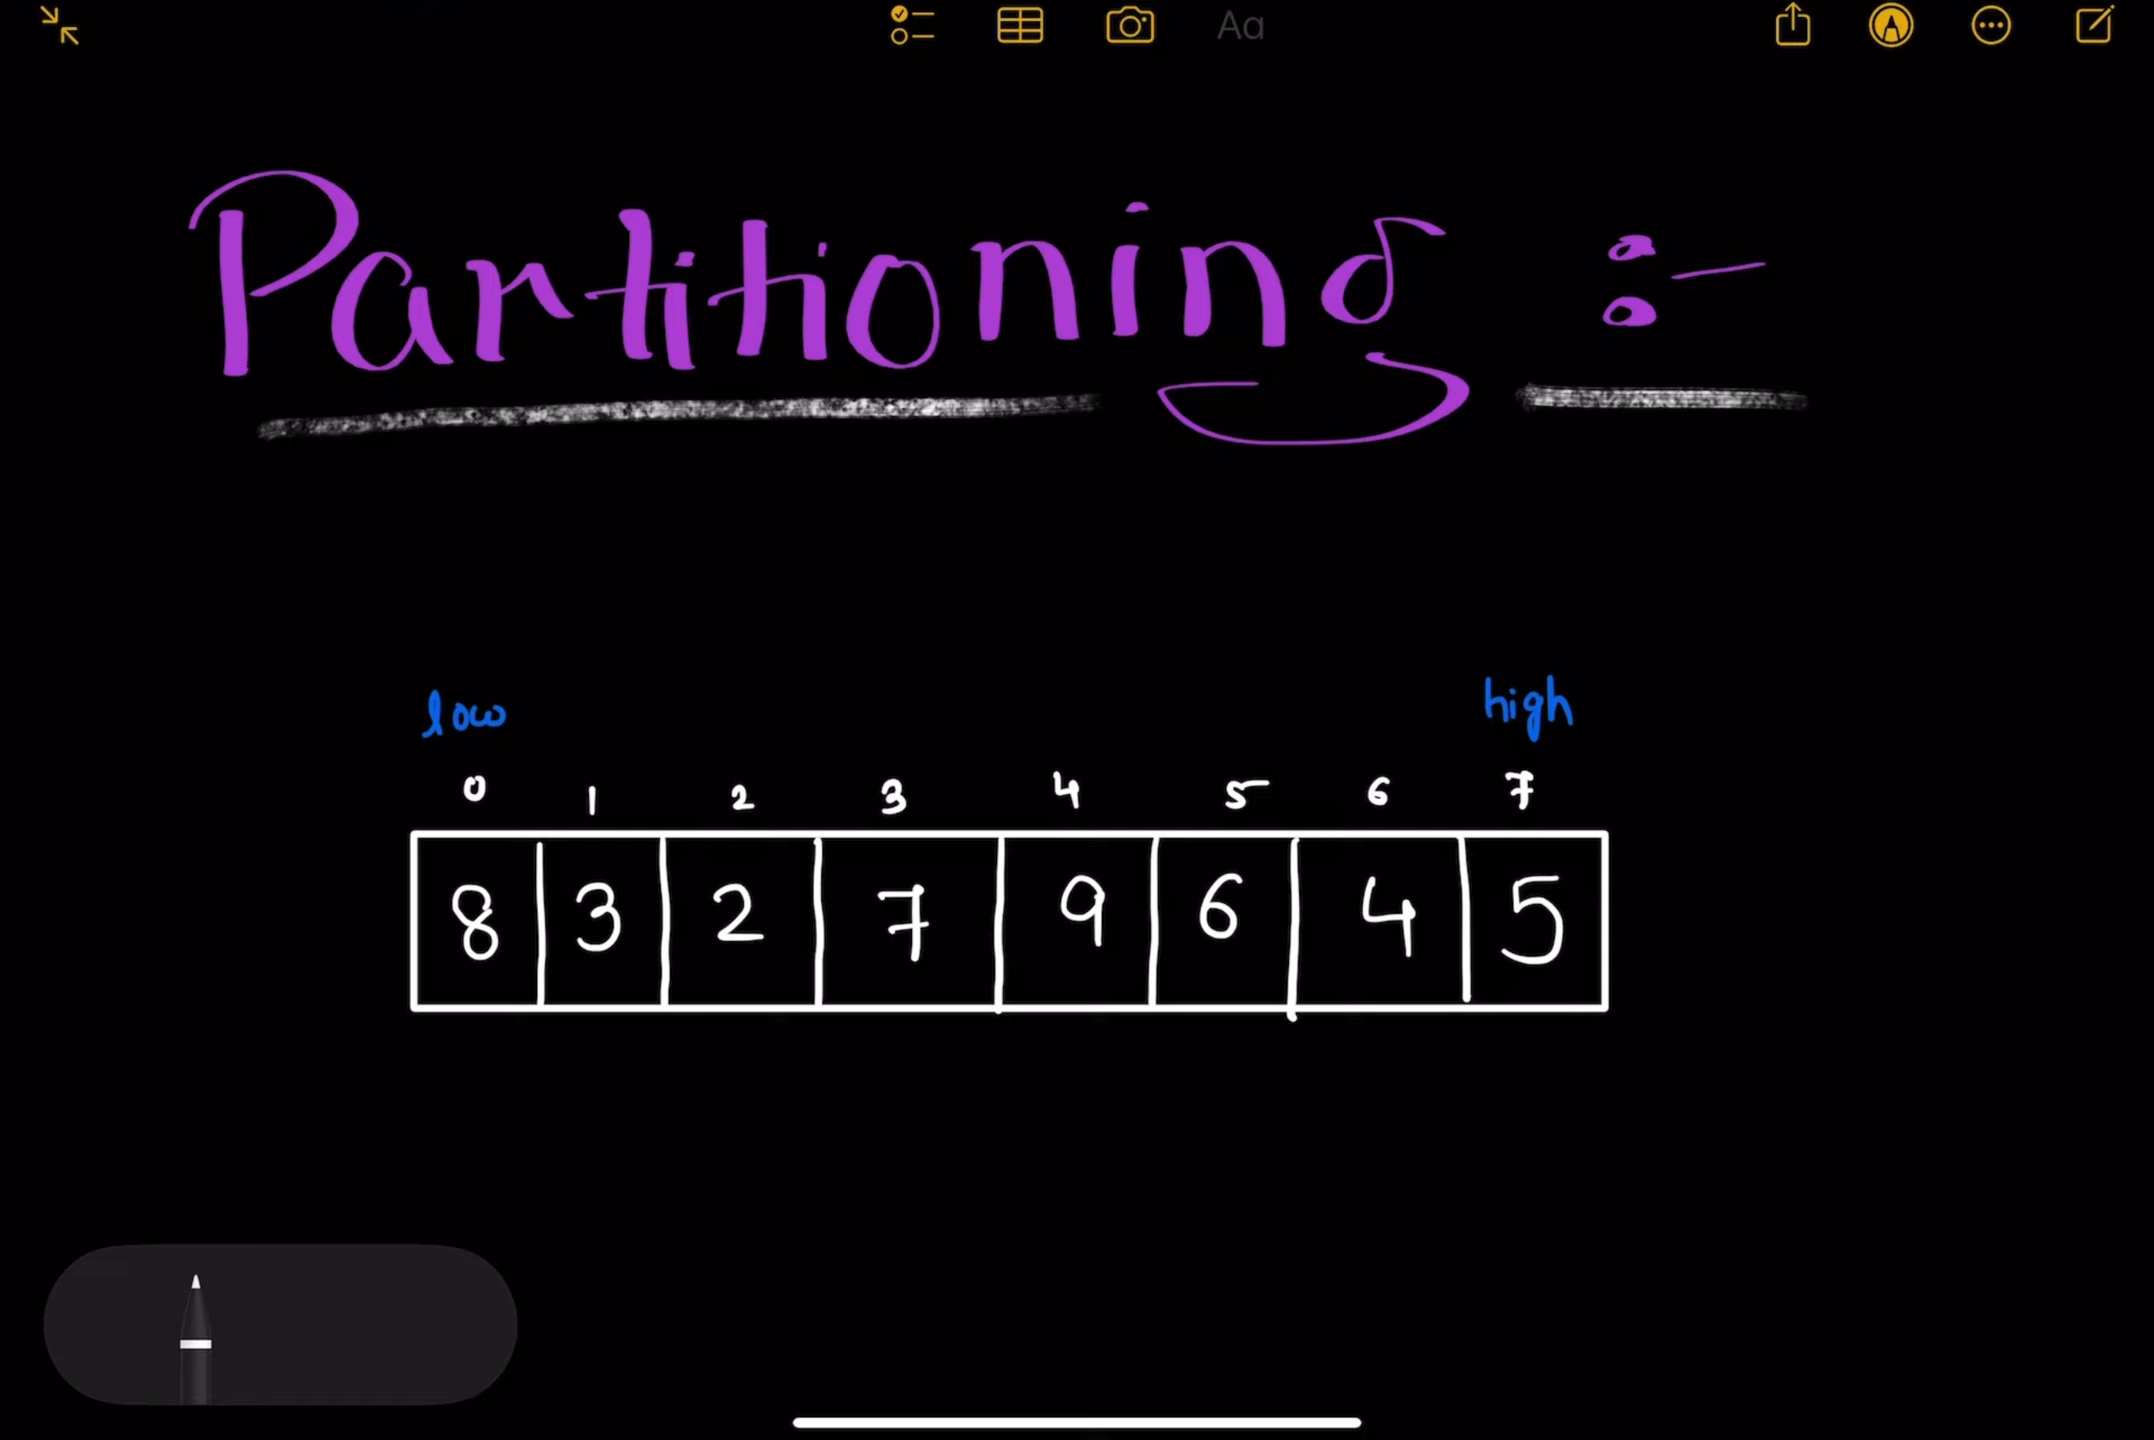 Aa
Partitioning :-
low high
0 1 2 3 4 5 6 7
8 3 2 7 9 6 4 5